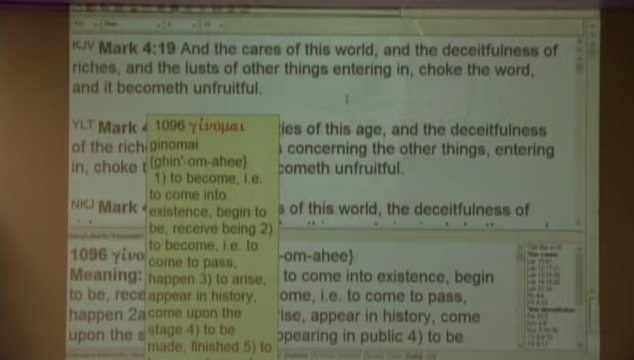 KJV Mark 4:19 And the cares of this world, and the deceitfulness of
riches, and the lusts of other things entering in, choke the word,
and it becometh unfruitful.
YLT Mark 4
ies of this age, and the deceitfulness
of the rich
concerning the other things, entering
in, choke t
cometh unfruitful.
NKJ Mark
s of this world, the deceitfulness of
1096 γίνομαι
ginomai
{ghin'-om-ahee}
1) to become, i.e.
to come into
existence, begin to
be, receive being 2)
to become, i.e. to
come to pass,
happen 3) to arise,
appear in history,
come upon the
stage 4) to be
made, finished 5) to
1096 γίνο
-om-ahee}
Meaning:
to come into existence, begin
to be, rece
ome, i.e. to come to pass,
happen 2a
ise, appear in history, come
upon the s
ppearing in public 4) to be